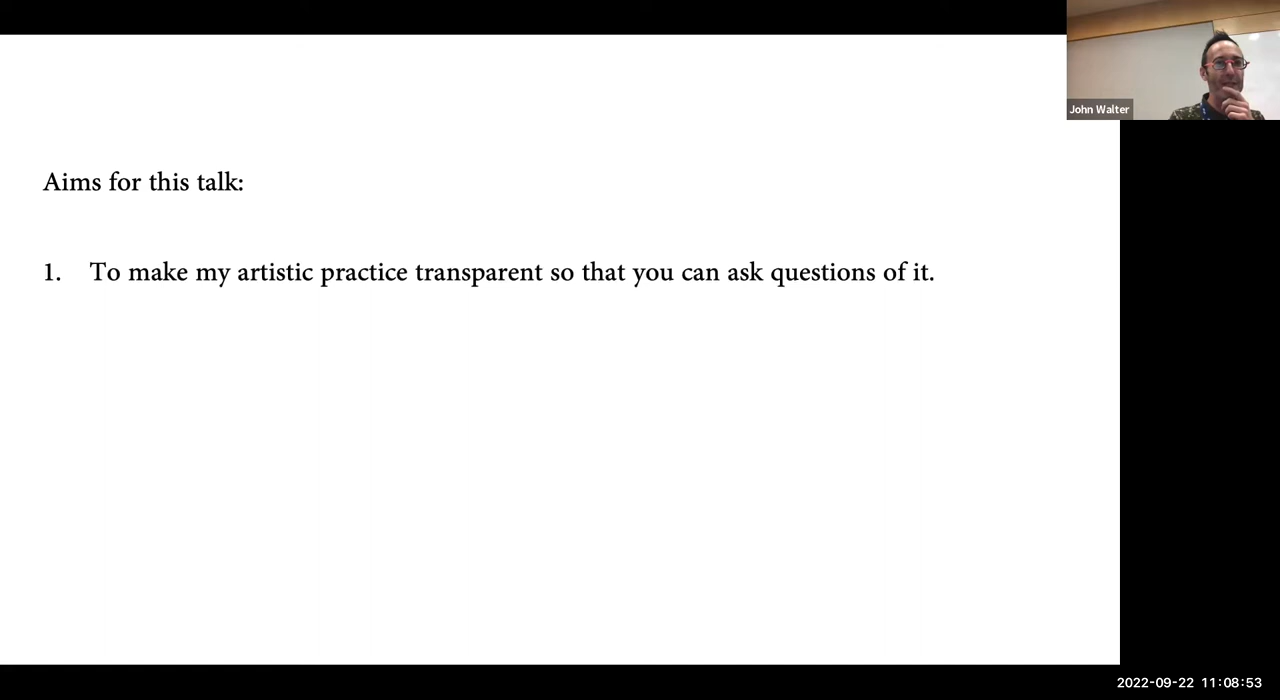 John Walter
Aims for this talk:
1. To make my artistic practice transparent so that you can ask questions of it.
2022-09-22 11:08:53